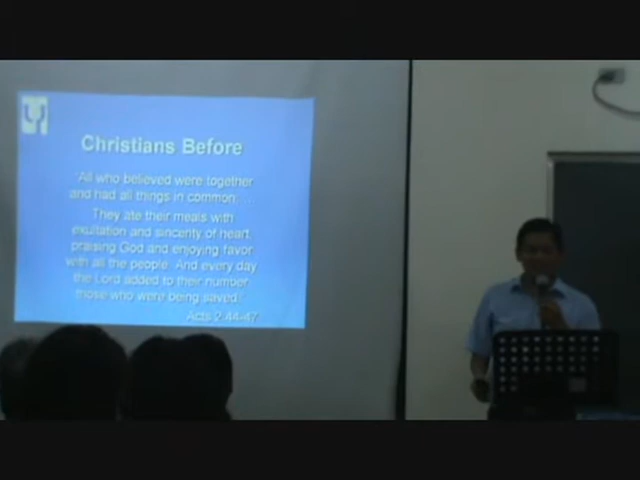 Christians Before
"All who believed were together
and had all things in common....
They ate their meals with
exultation and sincerity of heart,
praising God and enjoying favor
with all the people. And every day
the Lord added to their number
those who were being saved."
Acts 2:44-47